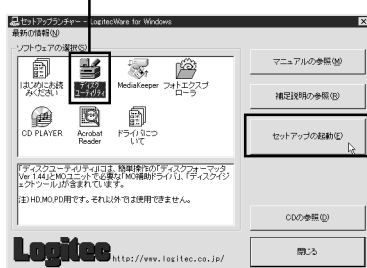 セットアップランチャー - LogitecWare for Windows
最新の情報(N)
ソフトウェアの選択(S)
はじめにお読みください
ディスクユーティリティ
MediaKeeper
フォトエクスプローラ
CD PLAYER
Acrobat Reader
ドライバについて
「ディスクユーティリティ」には、簡単操作の「ディスクフォーマッタ
Ver 1.44」とMOユニットで必要な「MO補助ドライバ」、「ディスクイジ
ェクトツール」が含まれています。
注) HD,MO,PD用です。それ以外では使用できません。
マニュアルの参照(M)
補足説明の参照(R)
セットアップの起動(E)
CDの参照(D)
閉じる
Logitec
http://www.logitec.co.jp/